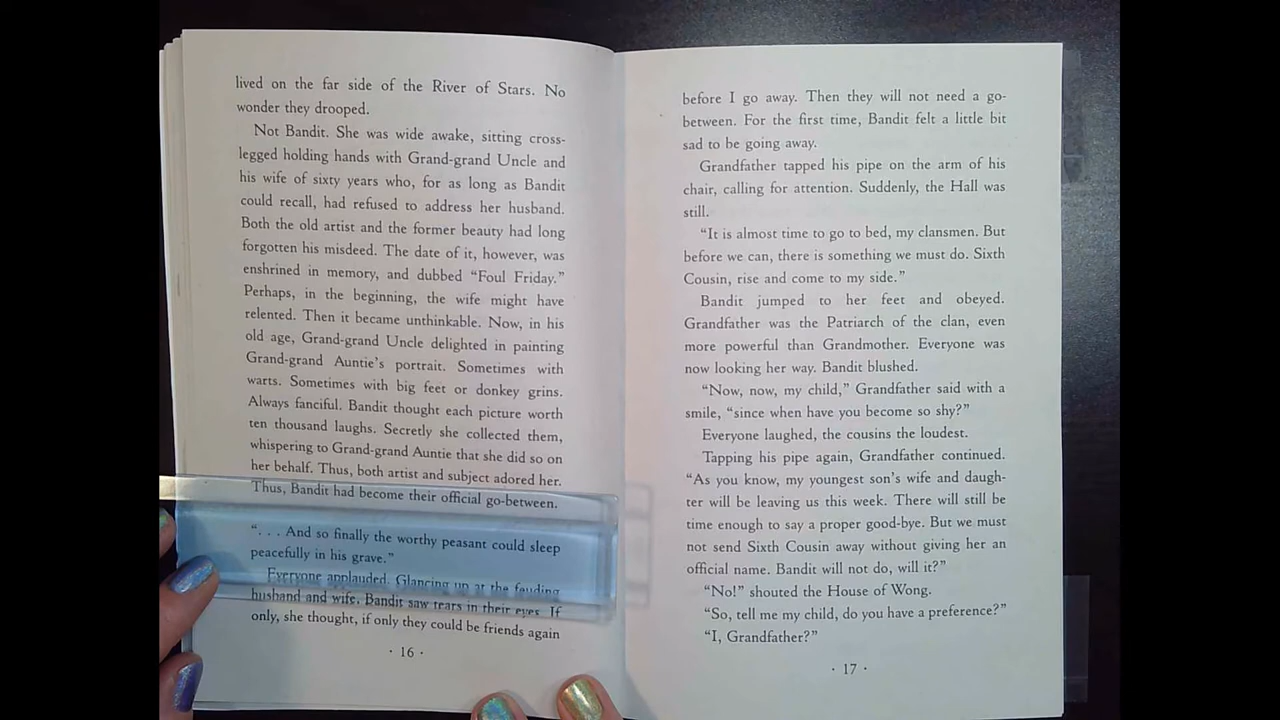 lived on the far side of the River of Stars. No
wonder they drooped.
Not Bandit. She was wide awake, sitting cross-
legged holding hands with Grand-grand Uncle and
his wife of sixty years who, for as long as Bandit
could recall, had refused to address her husband.
Both the old artist and the former beauty had long
forgotten his misdeed. The date of it, however, was
enshrined in memory, and dubbed “Foul Friday.”
Perhaps, in the beginning, the wife might have
relented. Then it became unthinkable. Now, in his
old age, Grand-grand Uncle delighted in painting
Grand-grand Auntie’s portrait. Sometimes with
warts. Sometimes with big feet or donkey grins.
Always fanciful. Bandit thought each picture worth
ten thousand laughs. Secretly she collected them,
whispering to Grand-grand Auntie that she did so on
her behalf. Thus, both artist and subject adored her.
Thus, Bandit had become their official go-between.
“. . . And so finally the worthy peasant could sleep
peacefully in his grave.”
Everyone applauded. Glancing up at the feuding
husband and wife, Bandit saw tears in their eyes. If
only, she thought, if only they could be friends again
· 16 ·
before I go away. Then they will not need a go-
between. For the first time, Bandit felt a little bit
sad to be going away.
Grandfather tapped his pipe on the arm of his
chair, calling for attention. Suddenly, the Hall was
still.
“It is almost time to go to bed, my clansmen. But
before we can, there is something we must do. Sixth
Cousin, rise and come to my side.”
Bandit jumped to her feet and obeyed.
Grandfather was the Patriarch of the clan, even
more powerful than Grandmother. Everyone was
now looking her way. Bandit blushed.
“Now, now, my child,” Grandfather said with a
smile, “since when have you become so shy?”
Everyone laughed, the cousins the loudest.
Tapping his pipe again, Grandfather continued.
“As you know, my youngest son’s wife and daugh-
ter will be leaving us this week. There will still be
time enough to say a proper good-bye. But we must
not send Sixth Cousin away without giving her an
official name. Bandit will not do, will it?”
“No!” shouted the House of Wong.
“So, tell me my child, do you have a preference?”
“I, Grandfather?”
· 17 ·